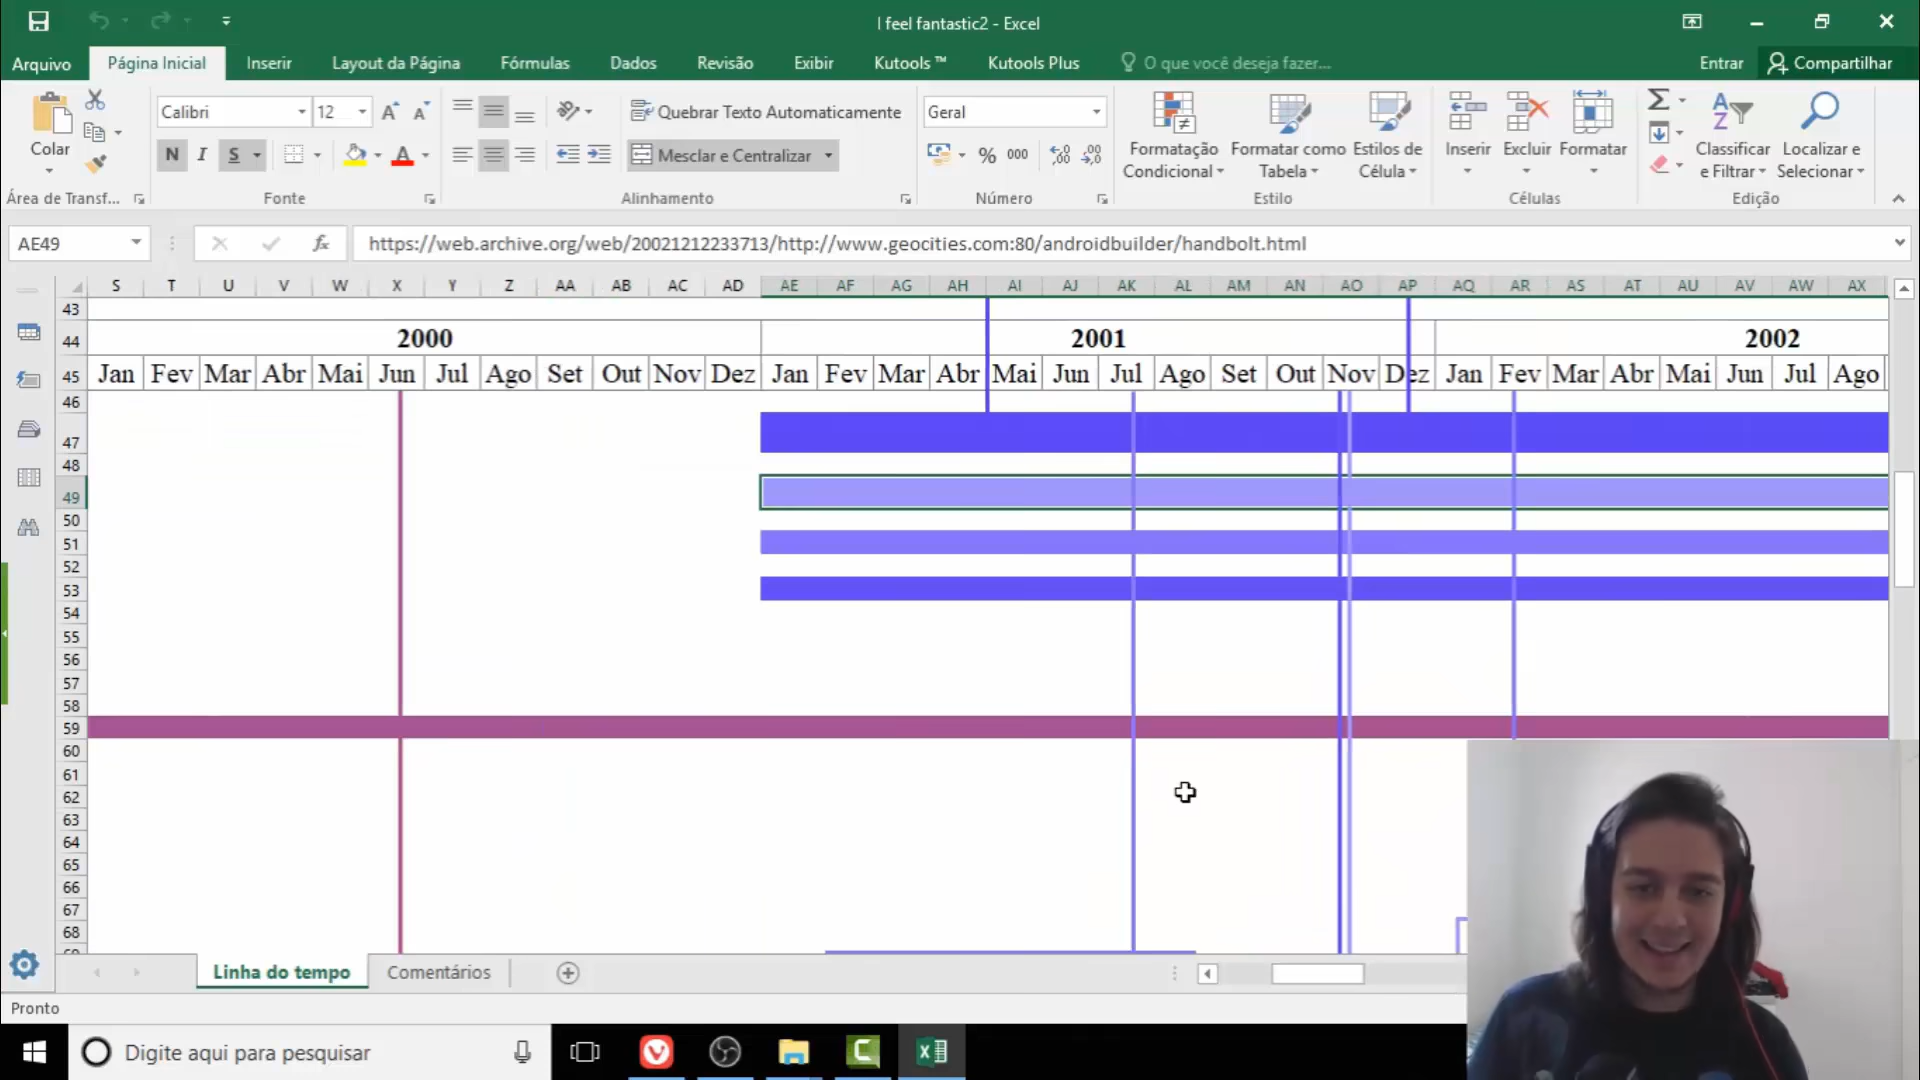 I feel fantastic2 - Excel
Arquivo
Página Inicial
Inserir
Layout da Página
Fórmulas
Dados
Revisão
Exibir
Kutools ™
Kutools Plus
O que você deseja fazer...
Entrar
Compartilhar
Colar
Calibri
12
Quebrar Texto Automaticamente
Geral
N I S
Mesclar e Centralizar
% 000
Formatação Condicional
Formatar como Tabela
Estilos de Célula
Inserir
Excluir
Formatar
Classificar e Filtrar
Localizar e Selecionar
Área de Transf...
Fonte
Alinhamento
Número
Estilo
Células
Edição
AE49
fx
https://web.archive.org/web/20021212233713/http://www.geocities.com:80/androidbuilder/handbolt.html
S T U V W X Y Z AA AB AC AD AE AF AG AH AI AJ AK AL AM AN AO AP AQ AR AS AT AU AV AW AX
43
44 2000 2001 2002
45 Jan Fev Mar Abr Mai Jun Jul Ago Set Out Nov Dez Jan Fev Mar Abr Mai Jun Jul Ago Set Out Nov Dez Jan Fev Mar Abr Mai Jun Jul Ago
46
47
48
49
50
51
52
53
54
55
56
57
58
59
60
61
62
63
64
65
66
67
68
Linha do tempo
Comentários
Pronto
Digite aqui para pesquisar